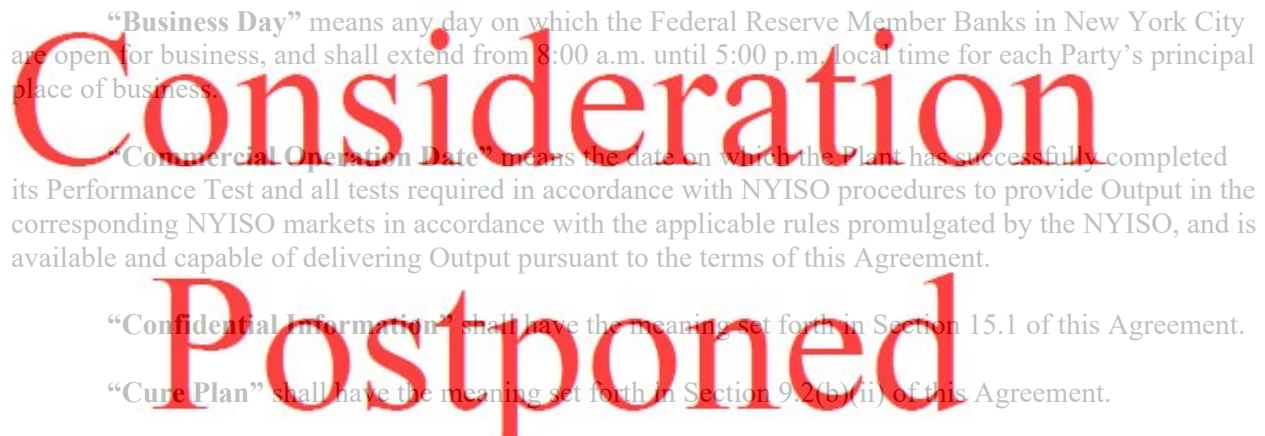 “Business Day” means any day on which the Federal Reserve Member Banks in New York City
are open for business, and shall extend from 8:00 a.m. until 5:00 p.m. local time for each Party’s principal
place of business.
Consideration
“Commercial Operation Date” means the date on which the Plant has successfully completed
its Performance Test and all tests required in accordance with NYISO procedures to provide Output in the
corresponding NYISO markets in accordance with the applicable rules promulgated by the NYISO, and is
available and capable of delivering Output pursuant to the terms of this Agreement.
Postponed
“Confidential Information” shall have the meaning set forth in Section 15.1 of this Agreement.
“Cure Plan” shall have the meaning set forth in Section 9.2(b)(ii) of this Agreement.